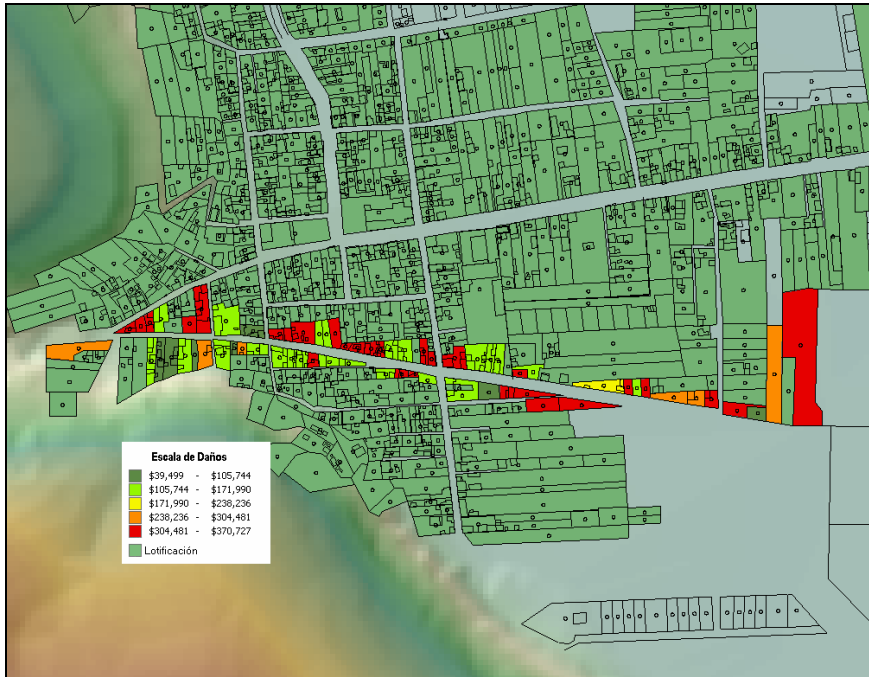 Escala de Daños
$39,499 - $105,744
$105,744 - $171,990
$171,990 - $238,236
$238,236 - $304,481
$304,481 - $370,727
Lotificación